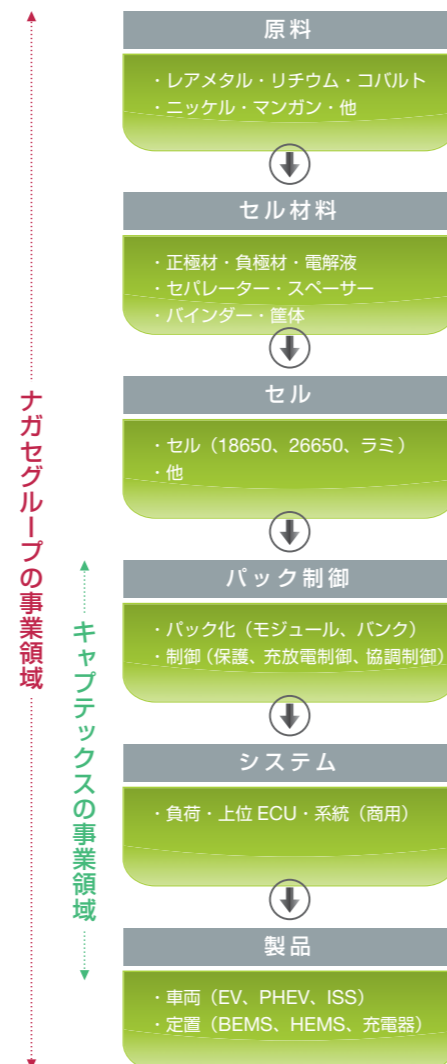 原料
・レアメタル・リチウム・コバルト
・ニッケル・マンガン・他
セル材料
・正極材・負極材・電解液
・セパレーター・スペーサー
・バインダー・筐体
セル
・セル（18650、26650、ラミ）
・他
パック制御
・パック化（モジュール、バンク）
・制御（保護、充放電制御、協調制御）
システム
・負荷・上位 ECU・系統（商用）
製品
・車両（EV、PHEV、ISS）
・定置（BEMS、HEMS、充電器）
ナガセグループの事業領域
キャプテックスの事業領域